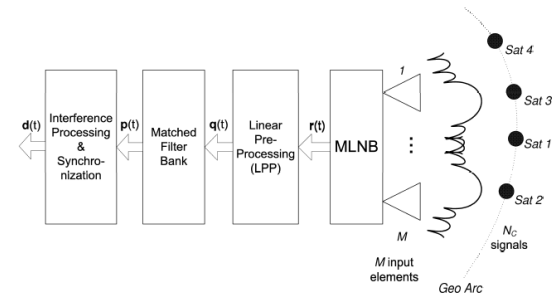 Sat 4
Sat 3
Sat 1
Sat 2
1
d(t)
Interference
Processing
&
Synchro-
nization
p(t)
Matched
Filter
Bank
q(t)
Linear
Pre-
Processing
(LPP)
r(t)
MLNB
M
M input
elements
N_C
signals
Geo Arc